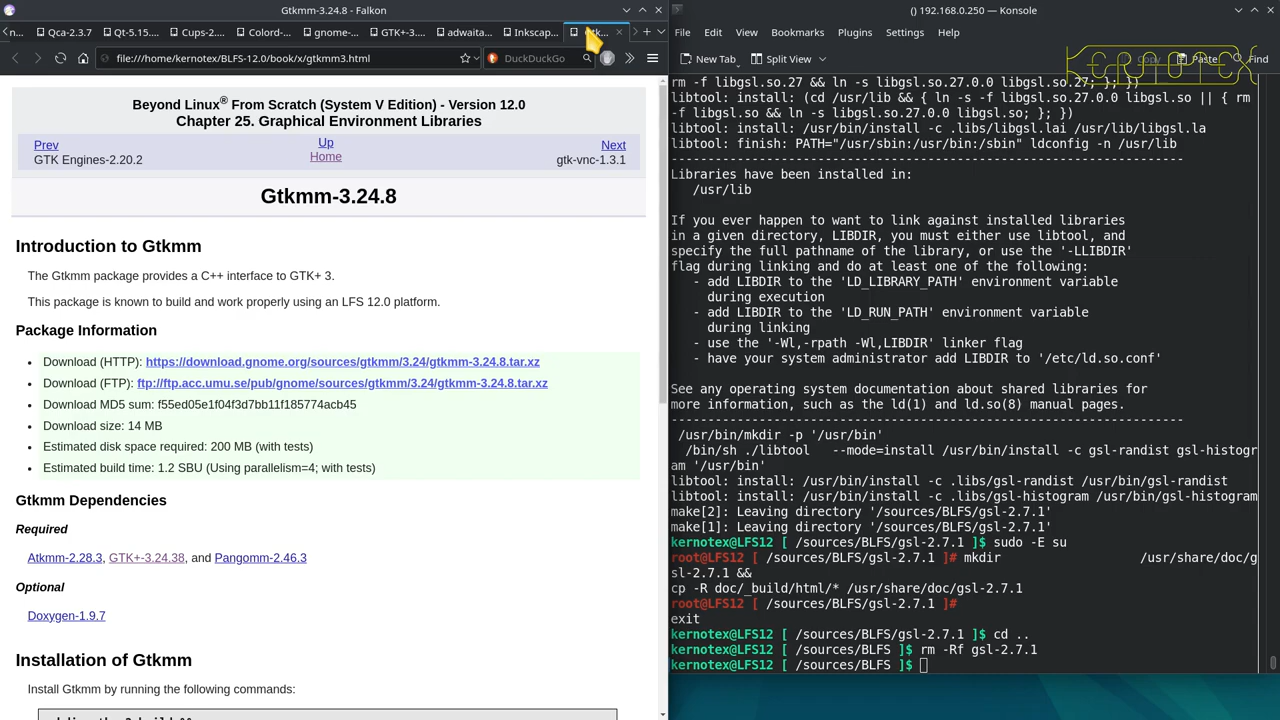 Gtkmm-3.24.8 - Falkon
n... Qca-2.3.7 Qt-5.15.... Cups-2.... Colord-... gnome-... GTK+-3.... adwaita... Inkscap...
file:///home/kernotex/BLFS-12.0/book/x/gtkmm3.html DuckDuckGo
Beyond Linux® From Scratch (System V Edition) - Version 12.0
Chapter 25. Graphical Environment Libraries
Prev Up Next
GTK Engines-2.20.2 Home gtk-vnc-1.3.1
Gtkmm-3.24.8
Introduction to Gtkmm
The Gtkmm package provides a C++ interface to GTK+ 3.
This package is known to build and work properly using an LFS 12.0 platform.
Package Information
• Download (HTTP): https://download.gnome.org/sources/gtkmm/3.24/gtkmm-3.24.8.tar.xz
• Download (FTP): ftp://ftp.acc.umu.se/pub/gnome/sources/gtkmm/3.24/gtkmm-3.24.8.tar.xz
• Download MD5 sum: f55ed05e1f04f3d7bb11f185774acb45
• Download size: 14 MB
• Estimated disk space required: 200 MB (with tests)
• Estimated build time: 1.2 SBU (Using parallelism=4; with tests)
Gtkmm Dependencies
Required
Atkmm-2.28.3, GTK+-3.24.38, and Pangomm-2.46.3
Optional
Doxygen-1.9.7
Installation of Gtkmm
Install Gtkmm by running the following commands:
() 192.168.0.250 — Konsole
File Edit View Bookmarks Plugins Settings Help
New Tab Split View Copy Paste Find
KERNOTEX
rm -f libgsl.so.27 && ln -s libgsl.so.27.0.0 libgsl.so.27; }; })
libtool: install: (cd /usr/lib && { ln -s -f libgsl.so.27.0.0 libgsl.so || { rm
-f libgsl.so && ln -s libgsl.so.27.0.0 libgsl.so; }; })
libtool: install: /usr/bin/install -c .libs/libgsl.lai /usr/lib/libgsl.la
libtool: finish: PATH="/usr/sbin:/usr/bin:/sbin" ldconfig -n /usr/lib
----------------------------------------------------------------------
Libraries have been installed in:
/usr/lib
If you ever happen to want to link against installed libraries
in a given directory, LIBDIR, you must either use libtool, and
specify the full pathname of the library, or use the '-LLIBDIR'
flag during linking and do at least one of the following:
- add LIBDIR to the 'LD_LIBRARY_PATH' environment variable
during execution
- add LIBDIR to the 'LD_RUN_PATH' environment variable
during linking
- use the '-Wl,-rpath -Wl,LIBDIR' linker flag
- have your system administrator add LIBDIR to '/etc/ld.so.conf'
See any operating system documentation about shared libraries for
more information, such as the ld(1) and ld.so(8) manual pages.
----------------------------------------------------------------------
/usr/bin/mkdir -p '/usr/bin'
/bin/sh ./libtool --mode=install /usr/bin/install -c gsl-randist gsl-histogr
am '/usr/bin'
libtool: install: /usr/bin/install -c .libs/gsl-randist /usr/bin/gsl-randist
libtool: install: /usr/bin/install -c .libs/gsl-histogram /usr/bin/gsl-histogram
make[2]: Leaving directory '/sources/BLFS/gsl-2.7.1'
make[1]: Leaving directory '/sources/BLFS/gsl-2.7.1'
kernotex@LFS12 [ /sources/BLFS/gsl-2.7.1 ]$ sudo -E su
root@LFS12 [ /sources/BLFS/gsl-2.7.1 ]# mkdir /usr/share/doc/g
sl-2.7.1 &&
cp -R doc/_build/html/* /usr/share/doc/gsl-2.7.1
root@LFS12 [ /sources/BLFS/gsl-2.7.1 ]#
exit
kernotex@LFS12 [ /sources/BLFS/gsl-2.7.1 ]$ cd ..
kernotex@LFS12 [ /sources/BLFS ]$ rm -Rf gsl-2.7.1
kernotex@LFS12 [ /sources/BLFS ]$